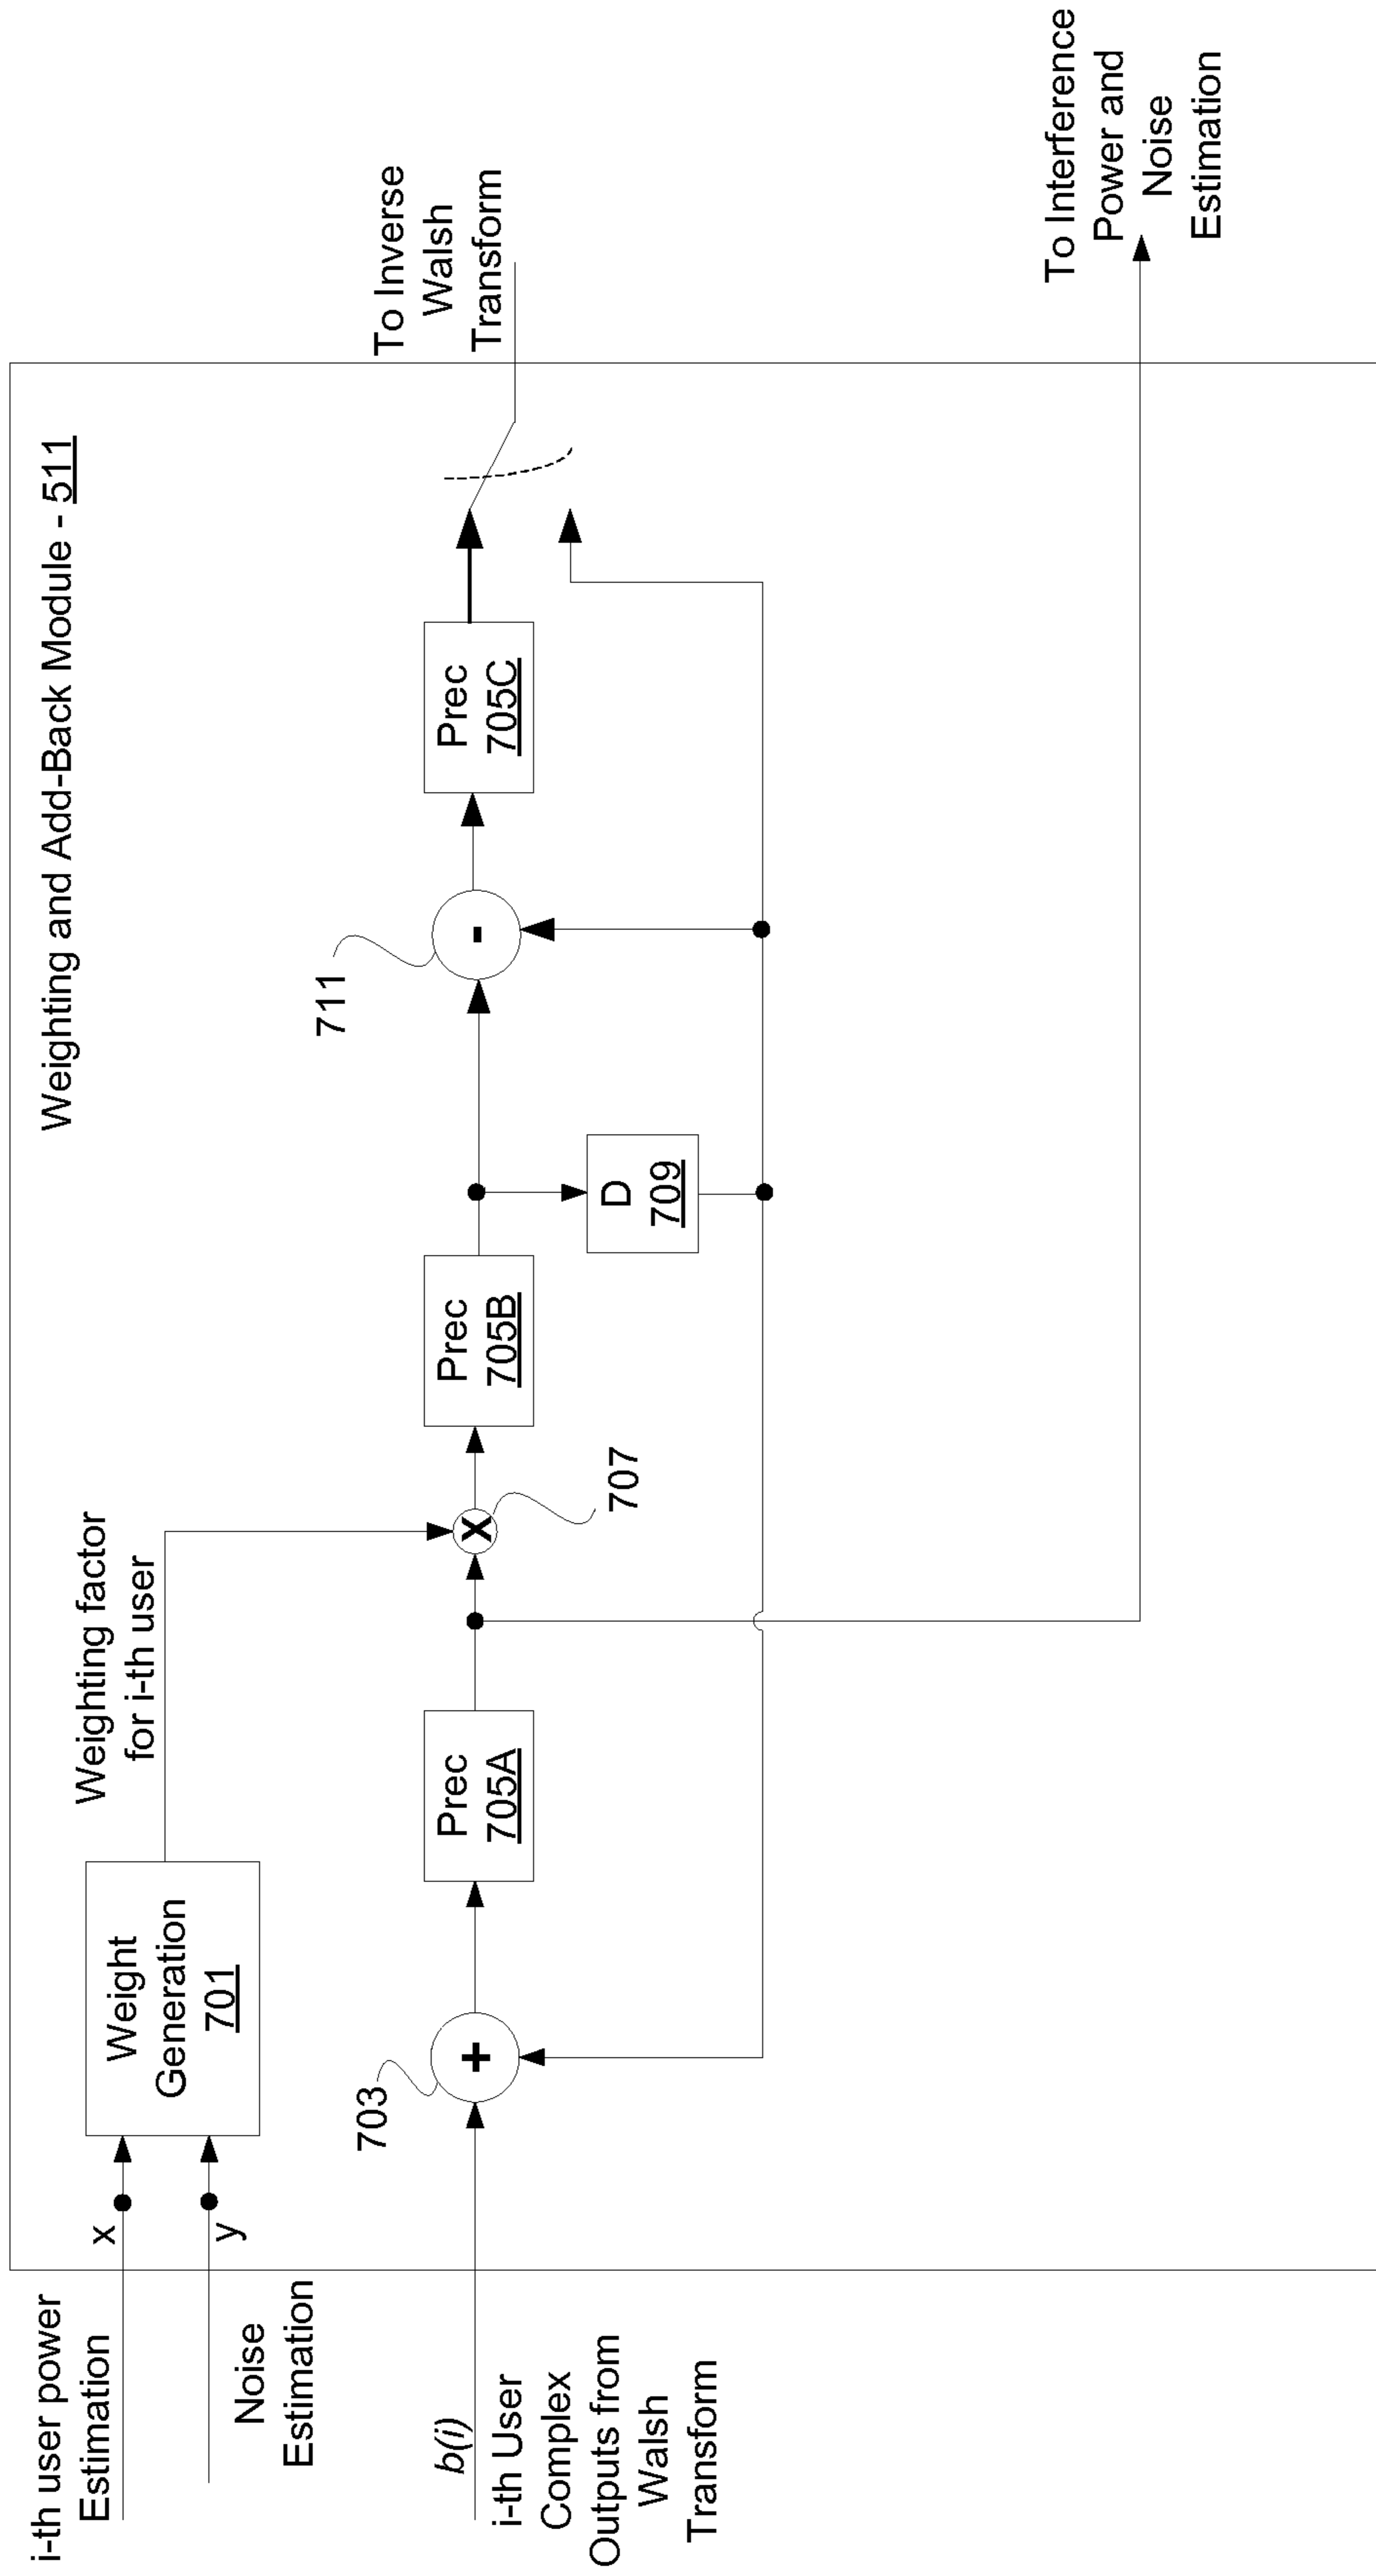 Weighting and Add-Back Module - 511
i-th user power
Estimation
x
Noise
Estimation
y
Weight
Generation
701
Weighting factor
for i-th user
b(i)
i-th User
Complex
Outputs from
Walsh
Transform
703
+
Prec
705A
X
707
Prec
705B
D
709
711
-
Prec
705C
To Inverse
Walsh
Transform
To Interference
Power and
Noise
Estimation